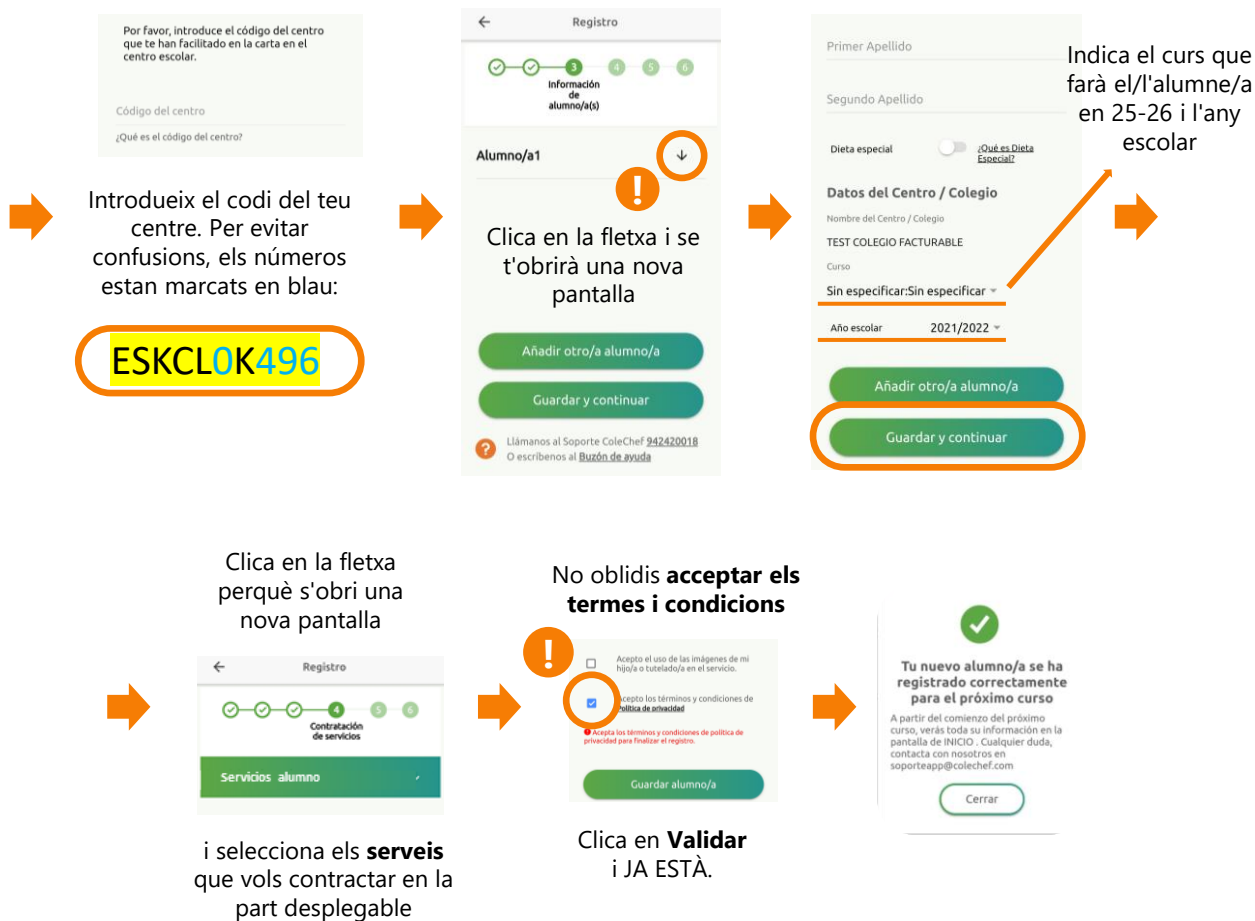 Por favor, introduce el código del centro
que te han facilitado en la carta en el
centro escolar.
Código del centro
¿Qué es el código del centro?
Introdueix el codi del teu
centre. Per evitar
confusions, els números
estan marcats en blau:
ESKCL0K496
Registro
3
4
5
6
Información
de
alumno/a(s)
Alumno/a1
!
Clica en la fletxa i se
t'obrirà una nova
pantalla
Añadir otro/a alumno/a
Guardar y continuar
?
Llámanos al Soporte ColeChef 942420018
O escríbenos al Buzón de ayuda
Primer Apellido
Segundo Apellido
Dieta especial
¿Qué es Dieta
Especial?
Datos del Centro / Colegio
Nombre del Centro / Colegio
TEST COLEGIO FACTURABLE
Curso
Sin especificar:Sin especificar
Año escolar 2021/2022
Añadir otro/a alumno/a
Guardar y continuar
Indica el curs que
farà el/l'alumne/a
en 25-26 i l'any
escolar
Clica en la fletxa
perquè s'obri una
nova pantalla
Registro
4
5
6
Contratación
de servicios
Servicios alumno
i selecciona els serveis
que vols contractar en la
part desplegable
No oblidis acceptar els
termes i condicions
!
Acepto el uso de las imágenes de mi
hijo/a o tutelado/a en el servicio.
Acepto los términos y condiciones de
Política de privacidad
Acepta los términos y condiciones de política de
privacidad para finalizar el registro.
Guardar alumno/a
Clica en Validar
i JA ESTÀ.
Tu nuevo alumno/a se ha
registrado correctamente
para el próximo curso
A partir del comienzo del próximo
curso, verás toda su información en la
pantalla de INICIO . Cualquier duda,
contacta con nosotros en
soporteapp@colechef.com
Cerrar